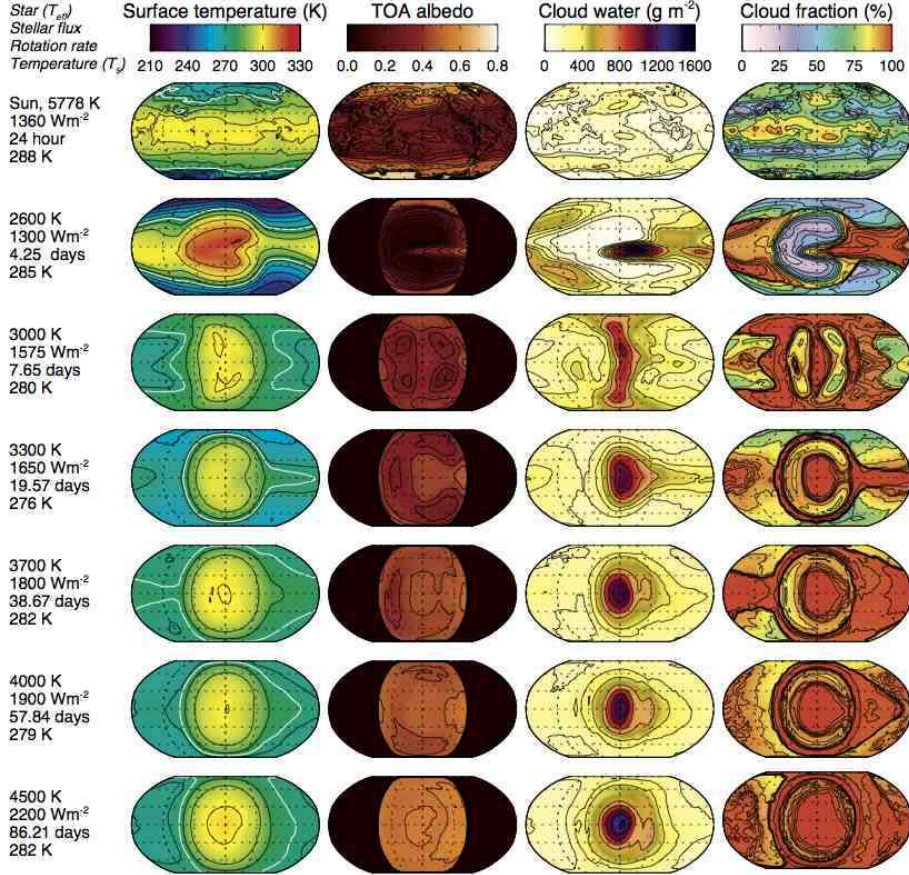 Star (Teff)
Stellar flux
Rotation rate
Temperature (Ts)
Surface temperature (K)
210 240 270 300 330
TOA albedo
0.0 0.2 0.4 0.6 0.8
Cloud water (g m-2)
0 400 800 1200 1600
Cloud fraction (%)
0 25 50 75 100
Sun, 5778 K
1360 Wm-2
24 hour
288 K
2600 K
1300 Wm-2
4.25 days
285 K
3000 K
1575 Wm-2
7.65 days
280 K
3300 K
1650 Wm-2
19.57 days
276 K
3700 K
1800 Wm-2
38.67 days
282 K
4000 K
1900 Wm-2
57.84 days
279 K
4500 K
2200 Wm-2
86.21 days
282 K